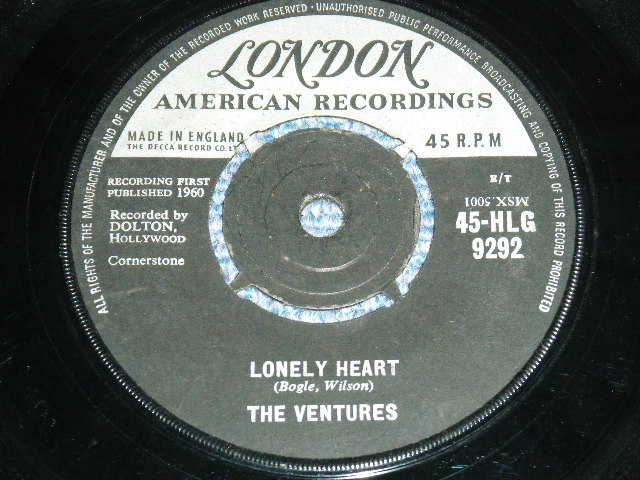 ALL RIGHTS OF THE MANUFACTURER AND OF THE OWNER OF THE RECORDED WORK RESERVED - UNAUTHORISED PUBLIC PERFORMANCE BROADCASTING AND COPYING OF THIS RECORD PROHIBITED
LONDON
AMERICAN RECORDINGS
MADE IN ENGLAND
THE DECCA RECORD CO. LT
45 R.P.M
RECORDING FIRST
PUBLISHED 1960
Recorded by
DOLTON,
HOLLYWOOD
Cornerstone
E/T
MSX.5001
45-HLG
9292
LONELY HEART
(Bogle, Wilson)
THE VENTURES